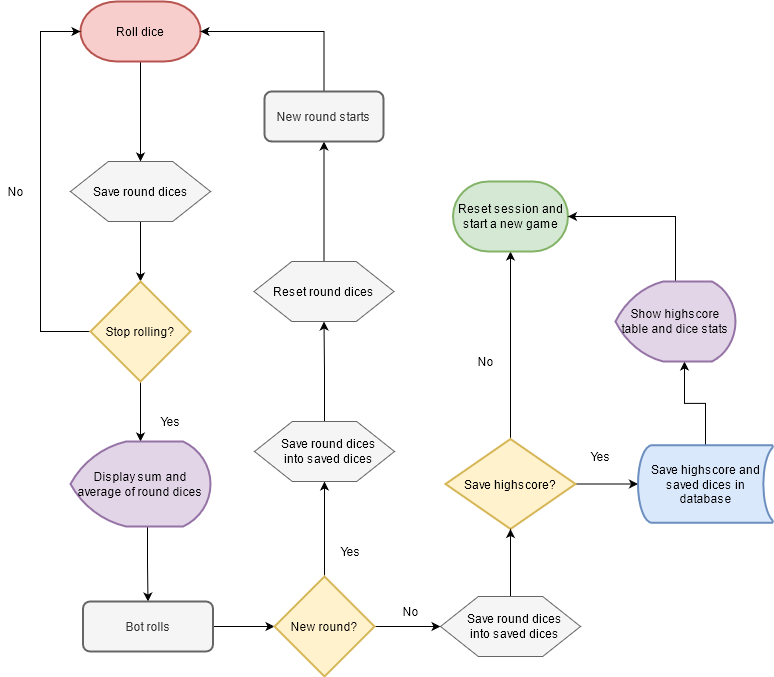 Roll dice
No
Save round dices
Stop rolling?
Yes
Display sum and
average of round dices
Bot rolls
New round?
Yes
Save round dices
into saved dices
Reset round dices
New round starts
No
Save round dices
into saved dices
Save highscore?
No
Reset session and
start a new game
Yes
Save highscore and
saved dices in
database
Show highscore
table and dice stats